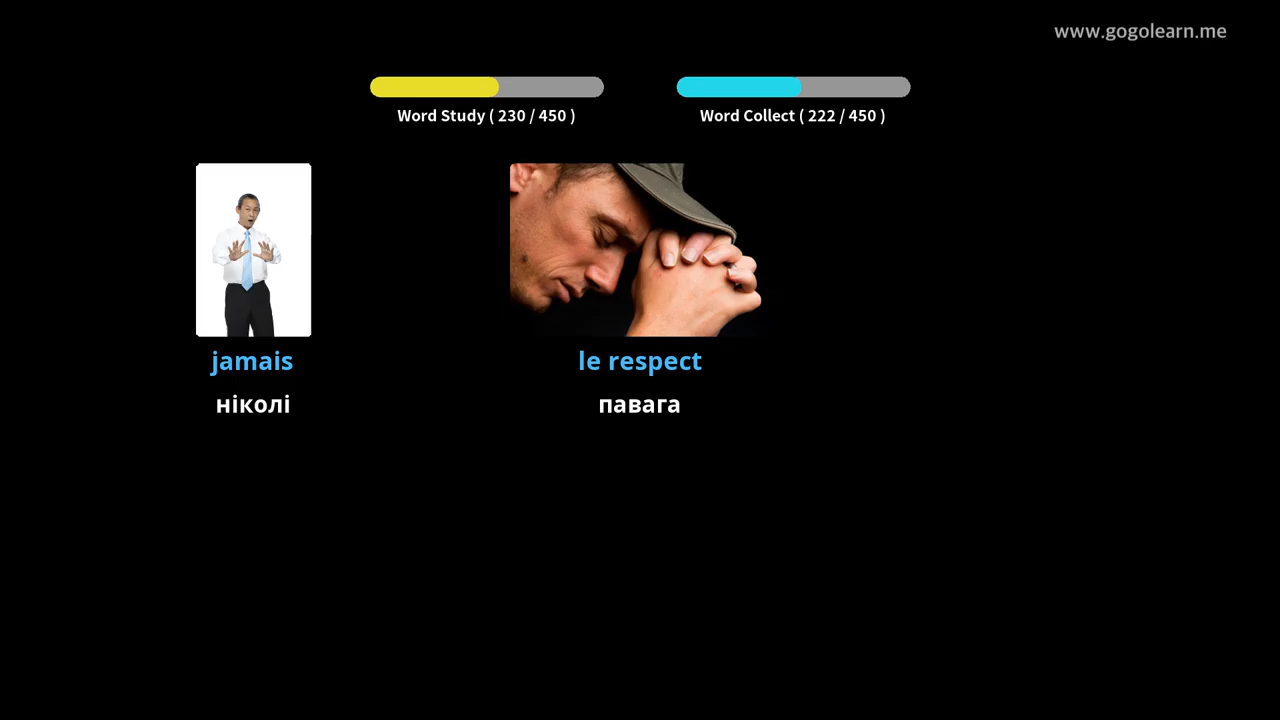 www.gogolearn.me
Word Study ( 230 / 450 )
Word Collect ( 222 / 450 )
jamais
le respect
ніколі
павага